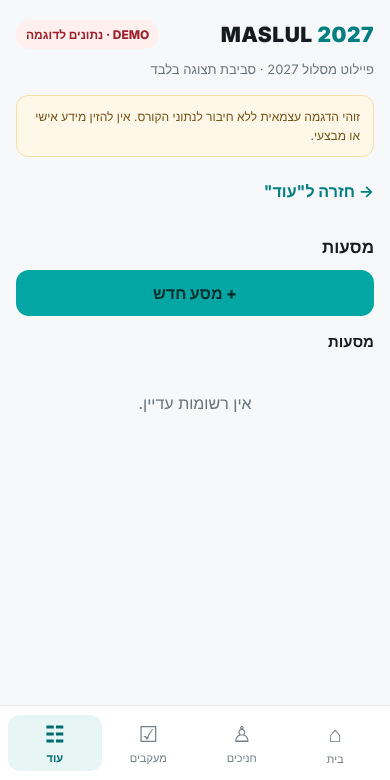 MASLUL 2027
DEMO · נתונים לדוגמה
פיילוט מסלול 2027 · סביבת תצוגה בלבד
זוהי הדגמה עצמאית ללא חיבור לנתוני הקורס. אין להזין מידע אישי
או מבצעי.
→ חזרה ל"עוד"
מסעות
+ מסע חדש
מסעות
אין רשומות עדיין.
בית
חניכים
מעקבים
עוד